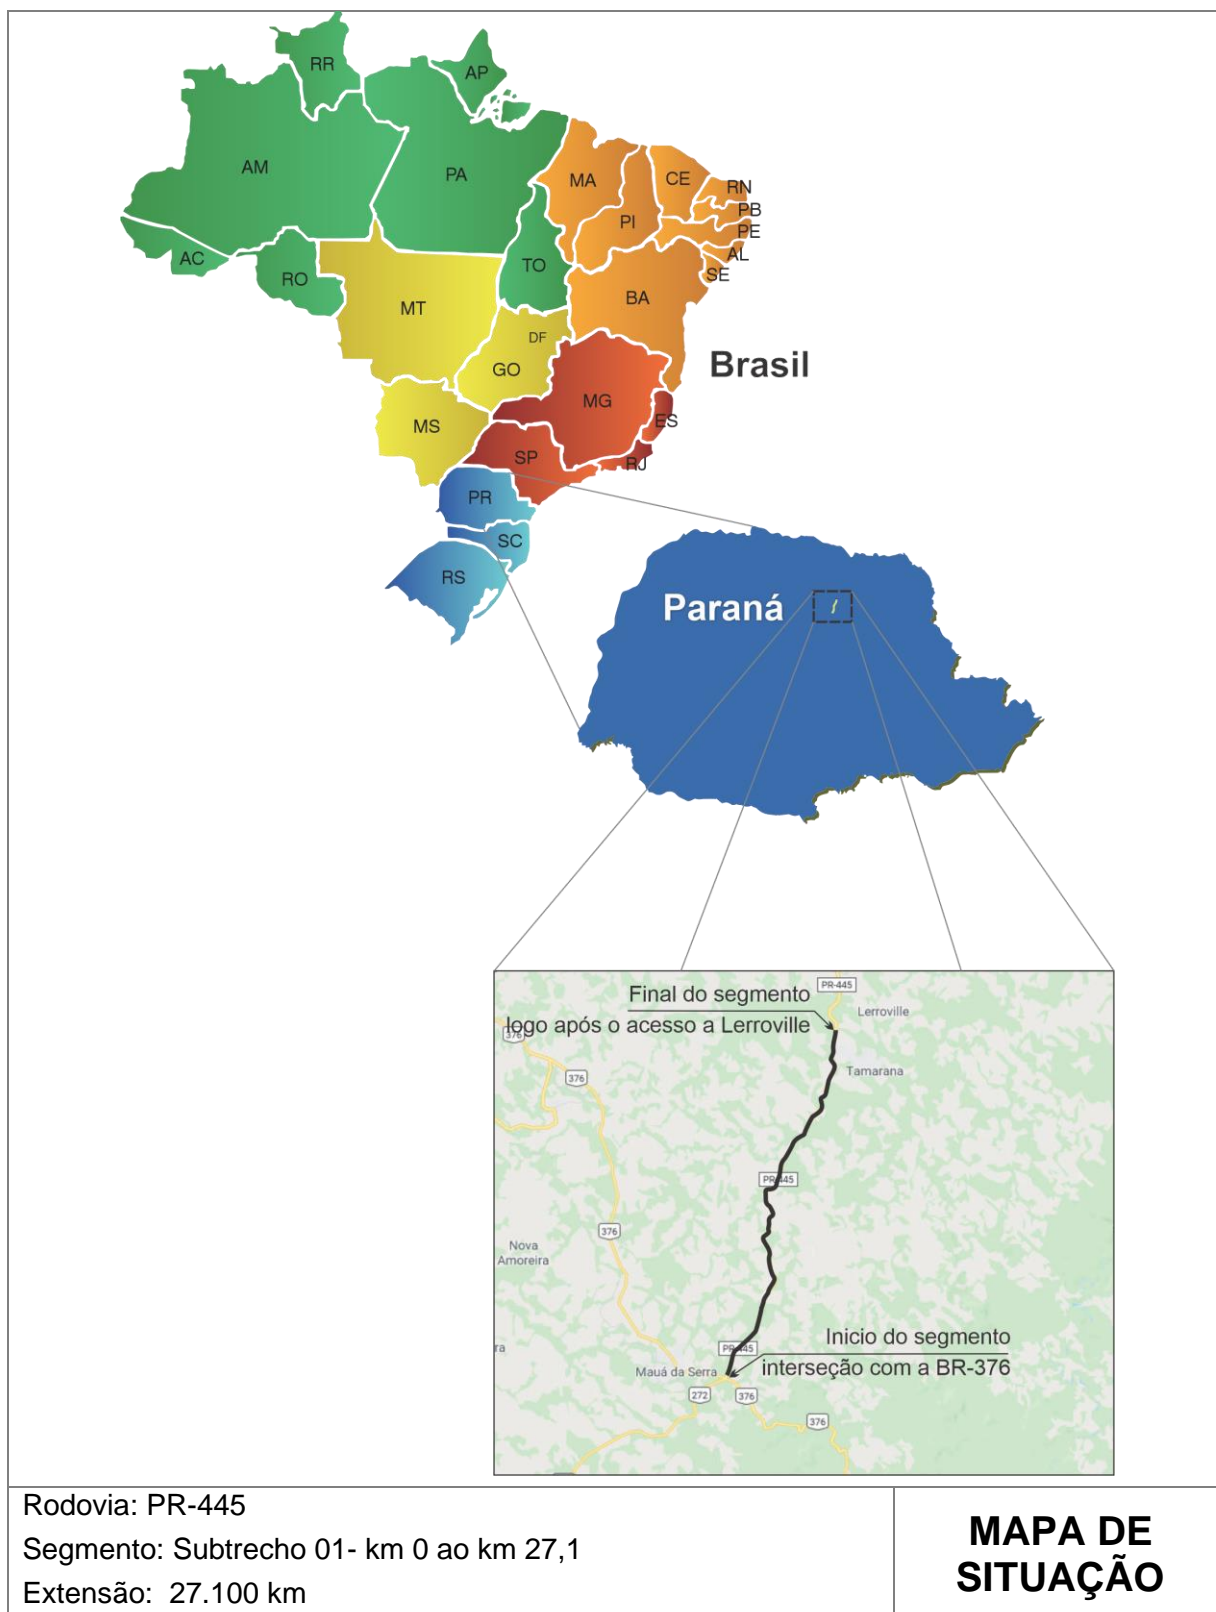 RR
AP
AM
PA
MA
CE
RN
PI
PB
PE
AL
SE
AC
RO
TO
BA
MT
DF
GO
Brasil
MG
MS
ES
SP
RJ
PR
SC
RS
Paraná
PR-445
Final do segmento
logo após o acesso a Lerroville
Lerroville
376
Tamarana
376
PR-445
376
Nova
Amoreira
Inicio do segmento
interseção com a BR-376
PR-445
ra
Mauá da Serra
272
376
376
Rodovia: PR-445
Segmento: Subtrecho 01- km 0 ao km 27,1
Extensão:  27.100 km
MAPA DE
SITUAÇÃO